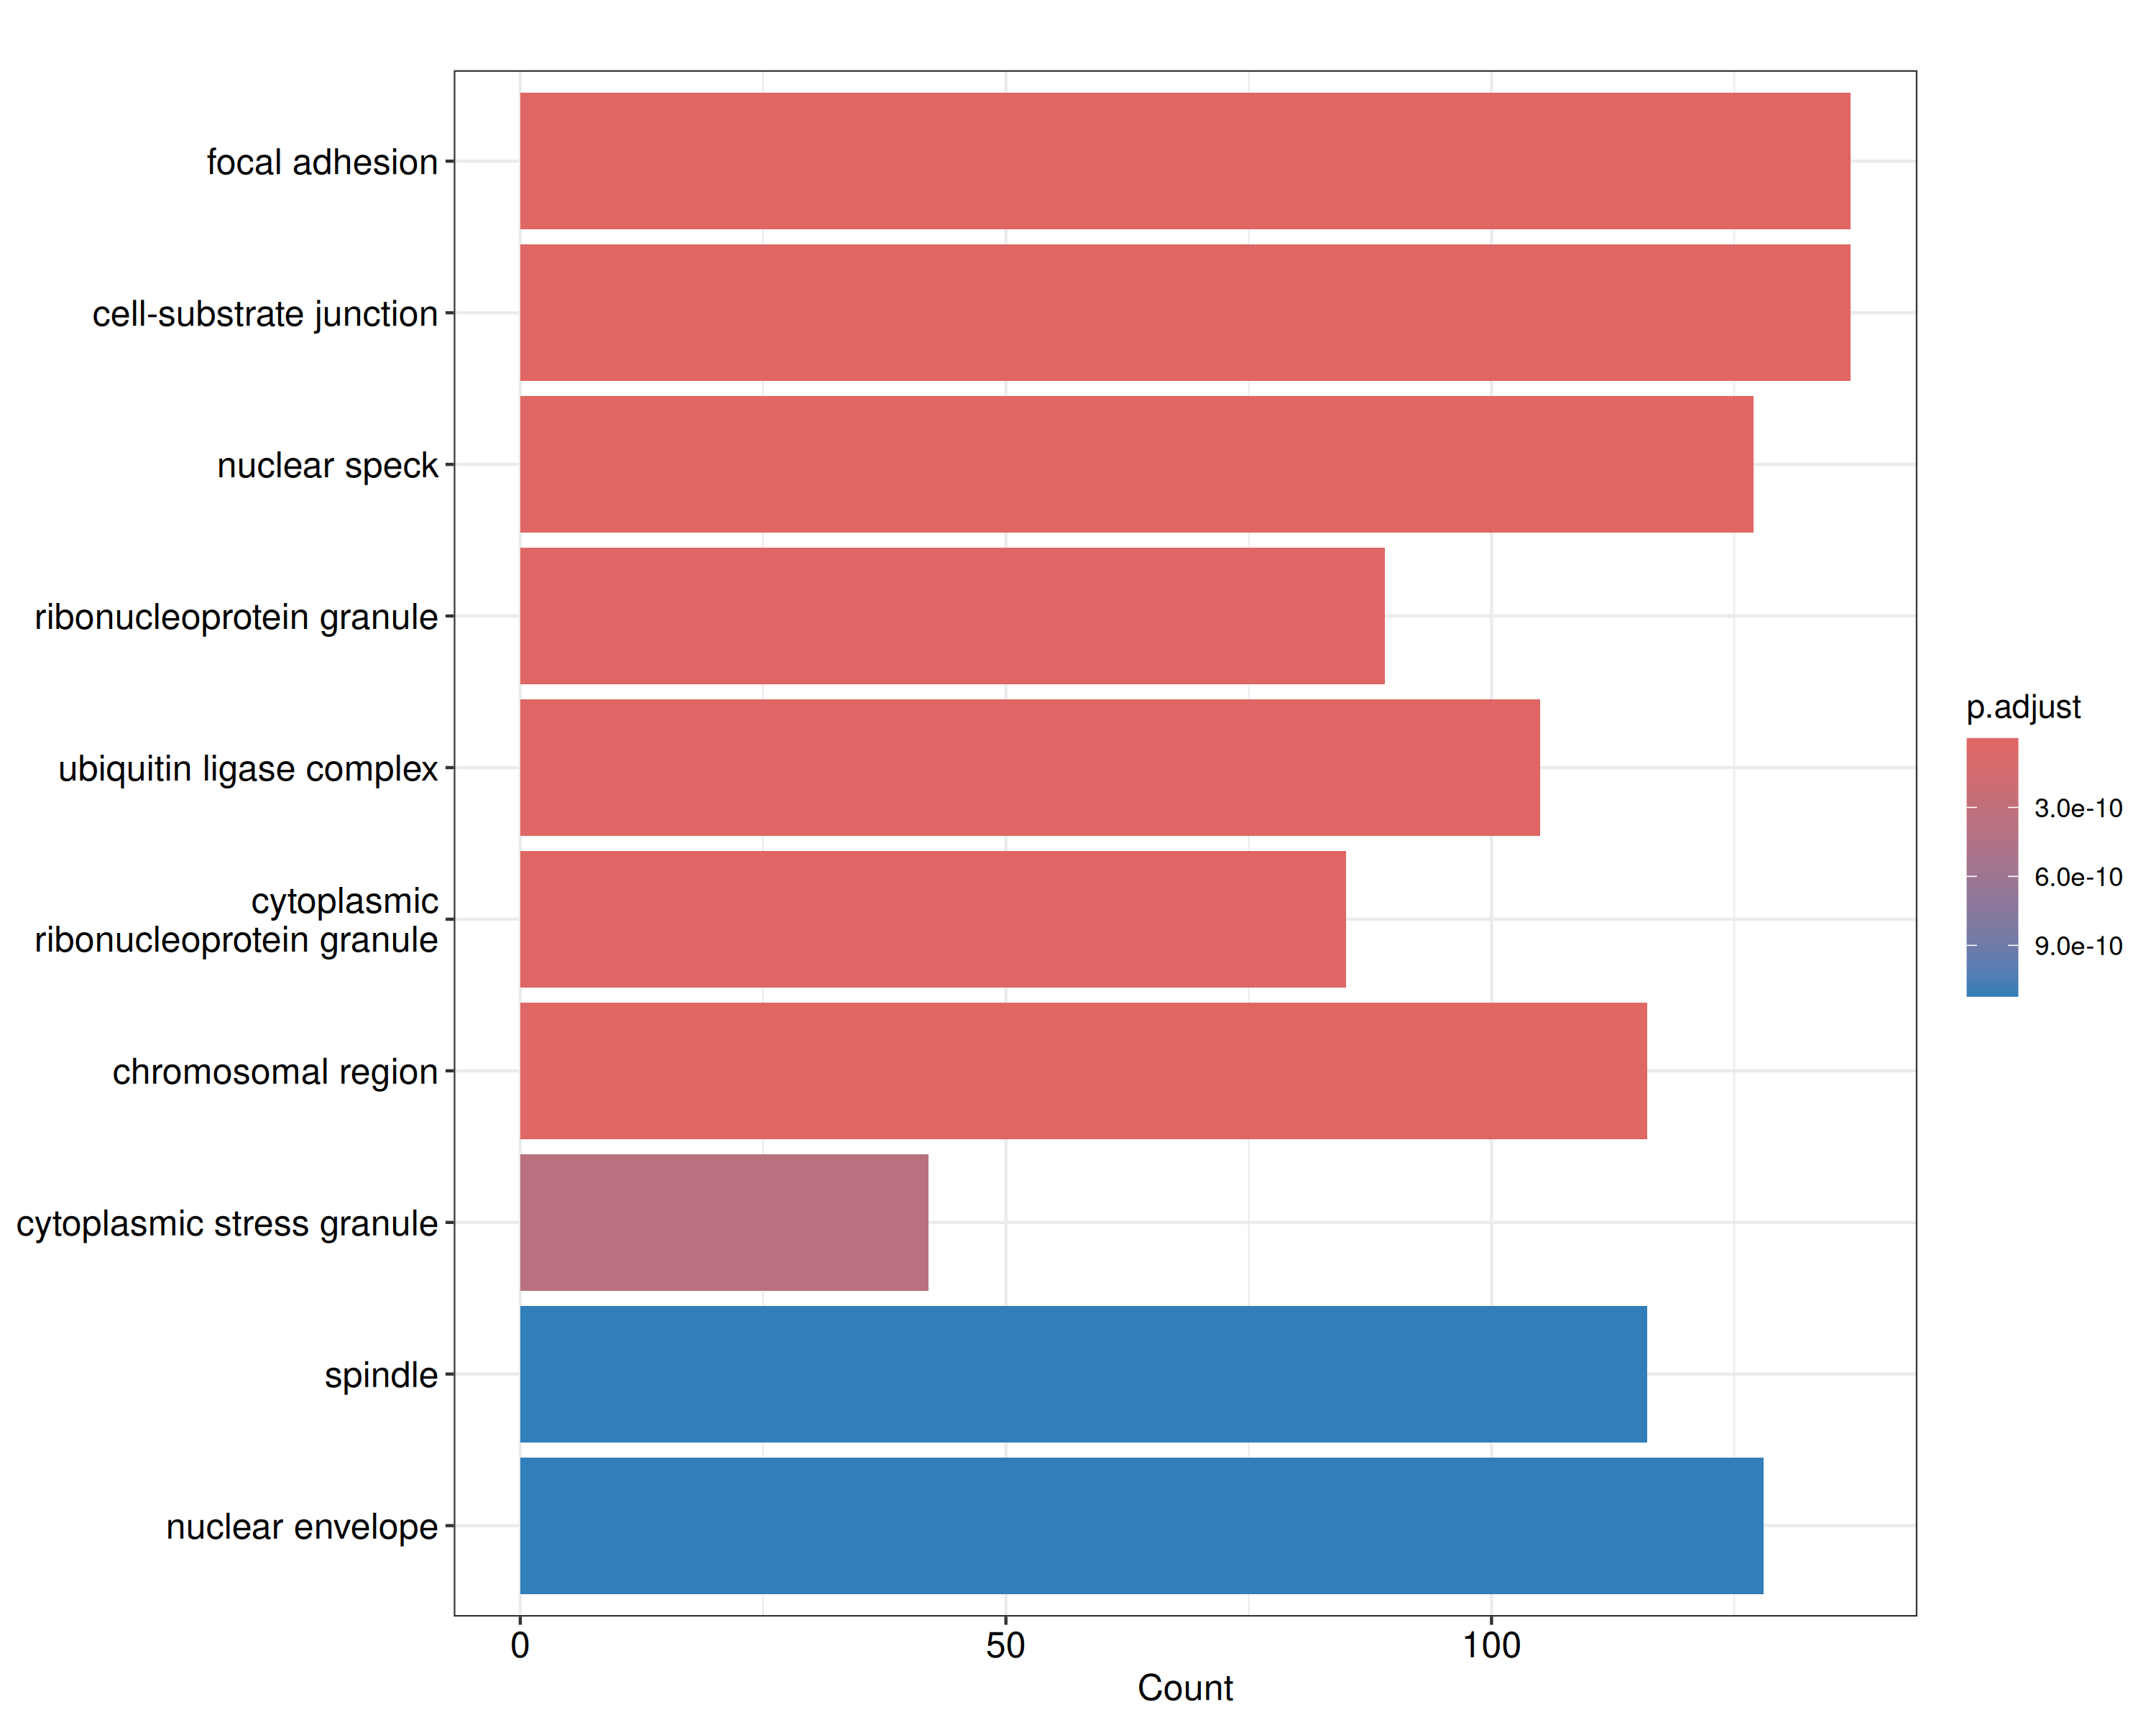 focal adhesion
cell-substrate junction
nuclear speck
ribonucleoprotein granule
ubiquitin ligase complex
cytoplasmic
ribonucleoprotein granule
chromosomal region
cytoplasmic stress granule
spindle
nuclear envelope
0
50
100
Count
p.adjust
3.0e-10
6.0e-10
9.0e-10